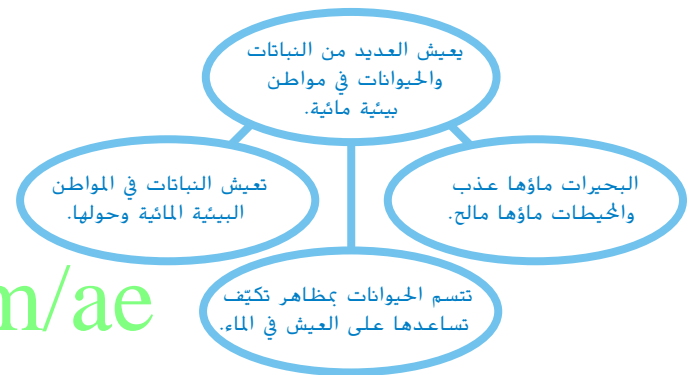 يعيش العديد من النباتات
والحيوانات في مواطن
بيئية مائية.
البحيرات ماؤها عذب
والمحيطات ماؤها مالح.
تعيش النباتات في المواطن
البيئية المائية وحولها.
تتسم الحيوانات بمظاهر تكيّف
تساعدها على العيش في الماء.
m/ae